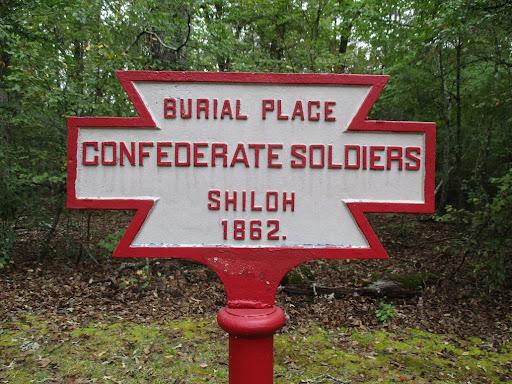 BURIAL PLACE
CONFEDERATE SOLDIERS
SHILOH
1862.